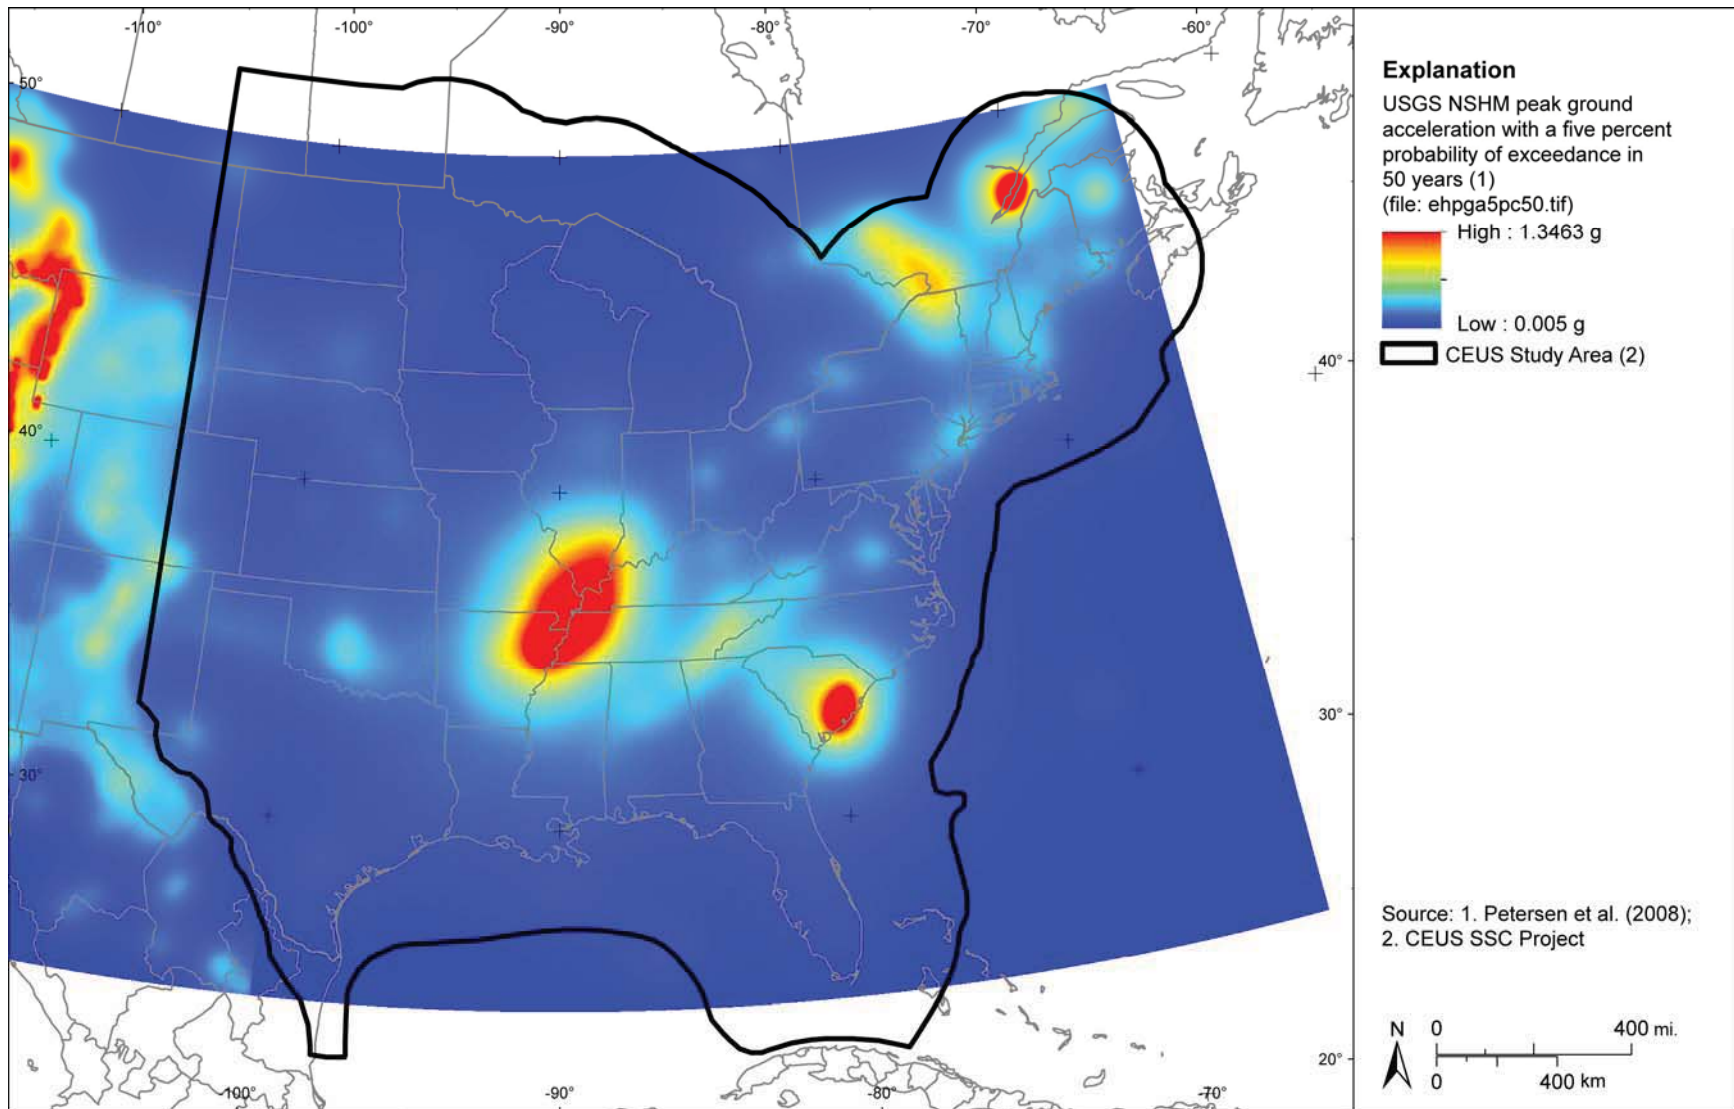 -110° -100° -90° -80° -70° -60°
50°
40°
30°
40°
30°
20°
-100° -90° -80° -70°
Explanation
USGS NSHM peak ground
acceleration with a five percent
probability of exceedance in
50 years (1)
(file: ehpga5pc50.tif)
High : 1.3463 g
Low : 0.005 g
CEUS Study Area (2)
Source: 1. Petersen et al. (2008);
2. CEUS SSC Project
N 0 400 mi.
0 400 km